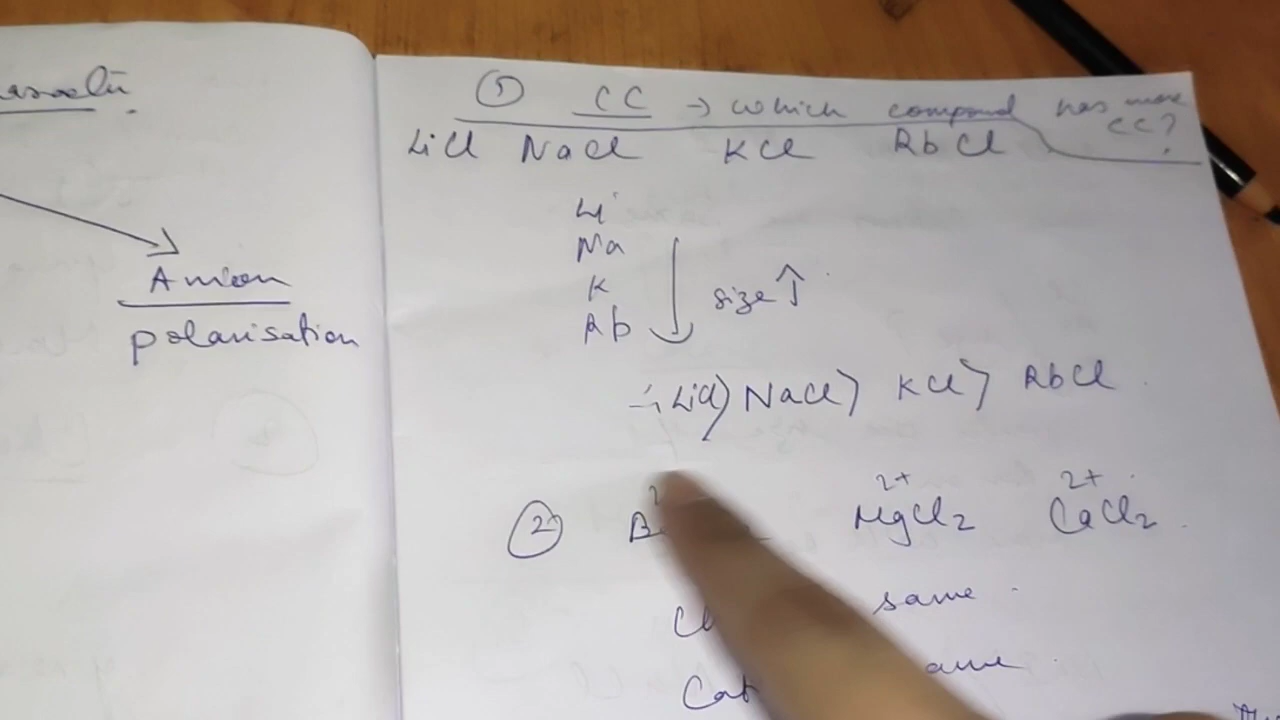 Anion
polarisation
① CC → which compound has more CC?
LiCl NaCl KCl RbCl
Li
Na
K
Rb
size ↑
∴ LiCl > NaCl > KCl > RbCl
2+ 2+
② MgCl2 CaCl2
same